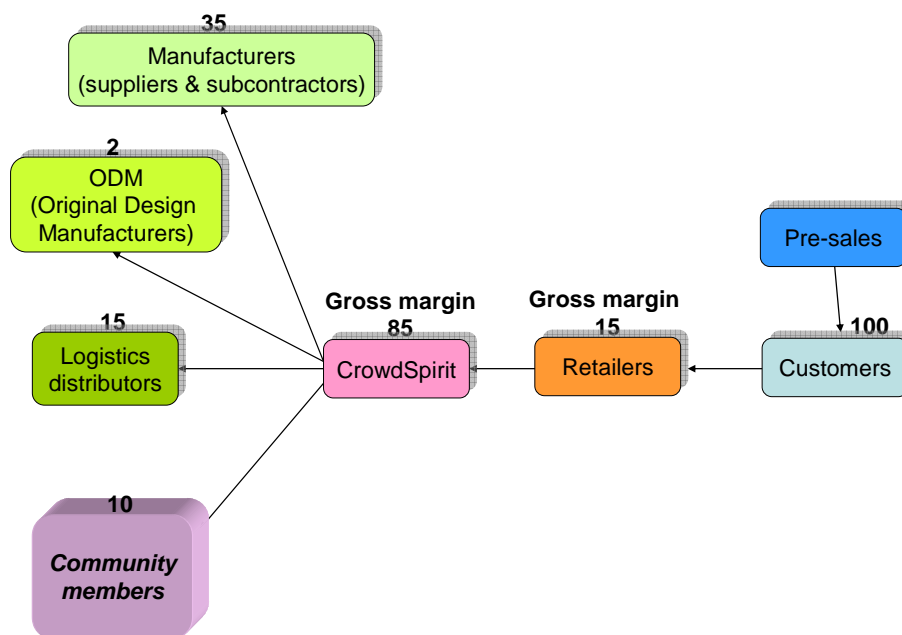 35
Manufacturers
(suppliers & subcontractors)
2
ODM
(Original Design
Manufacturers)
Pre-sales
Gross margin
85
Gross margin
15
15
100
Logistics
distributors
CrowdSpirit
Retailers
Customers
10
Community
members